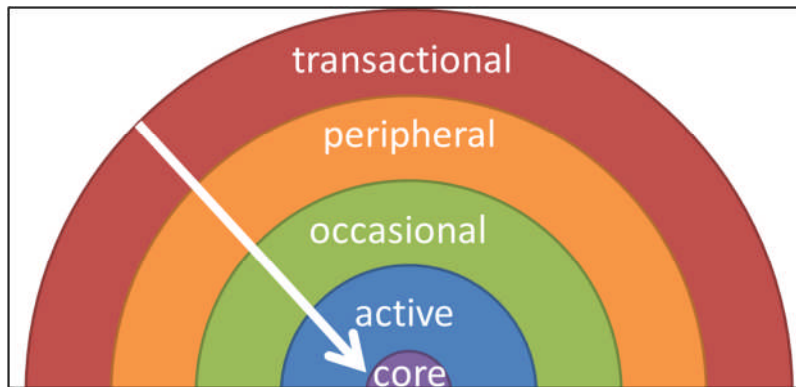 transactional
peripheral
occasional
active
core